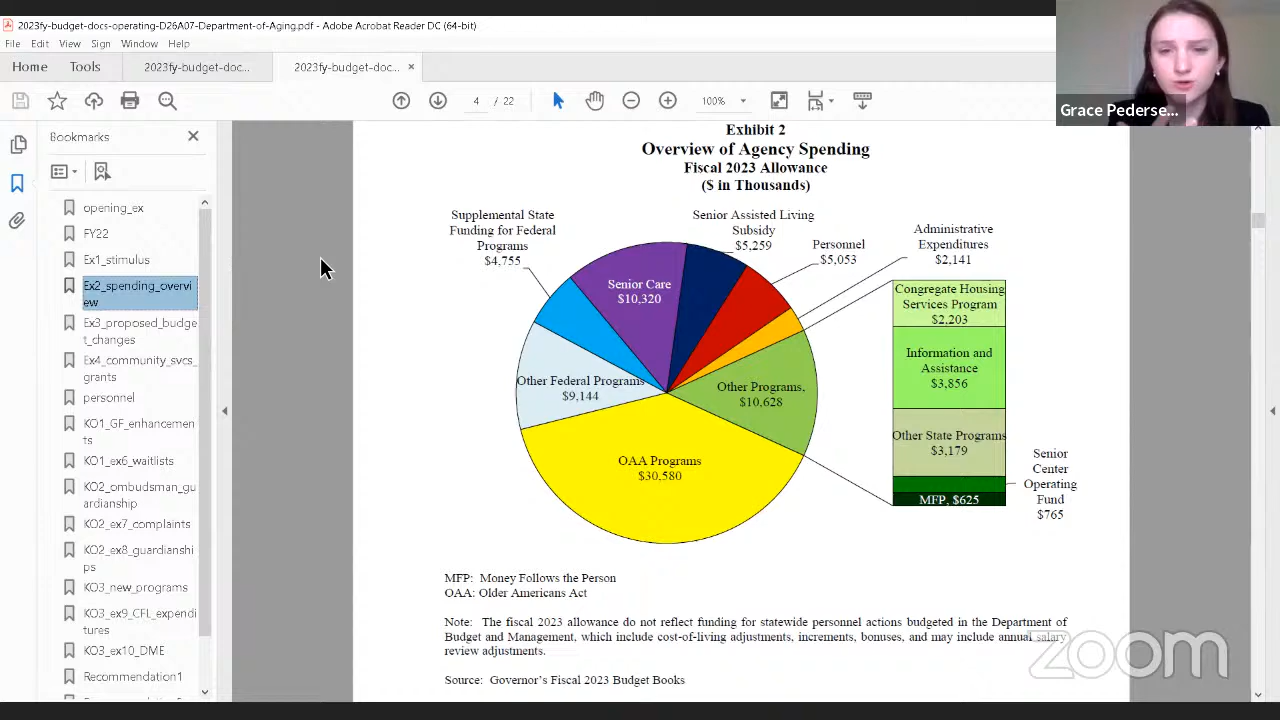 2023fy-budget-docs-operating-D26A07-Department-of-Aging.pdf - Adobe Acrobat Reader DC (64-bit)
File Edit View Sign Window Help
Home Tools 2023fy-budget-doc... 2023fy-budget-doc... ×
4 / 22 100%
Grace Pederse...
Bookmarks
opening_ex
FY22
Ex1_stimulus
Ex2_spending_overvi
ew
Ex3_proposed_budge
t_changes
Ex4_community_svcs_
grants
personnel
KO1_GF_enhancemen
ts
KO1_ex6_waitlists
KO2_ombudsman_gu
ardianship
KO2_ex7_complaints
KO2_ex8_guardianshi
ps
KO3_new_programs
KO3_ex9_CFL_expendi
tures
KO3_ex10_DME
Recommendation1
Exhibit 2
Overview of Agency Spending
Fiscal 2023 Allowance
($ in Thousands)
Supplemental State
Funding for Federal
Programs
$4,755
Senior Care
$10,320
Senior Assisted Living
Subsidy
$5,259
Personnel
$5,053
Administrative
Expenditures
$2,141
Other Federal Programs
$9,144
Other Programs,
$10,628
OAA Programs
$30,580
Congregate Housing
Services Program
$2,203
Information and
Assistance
$3,856
Other State Programs
$3,179
MFP, $625
Senior
Center
Operating
Fund
$765
MFP: Money Follows the Person
OAA: Older Americans Act
Note: The fiscal 2023 allowance do not reflect funding for statewide personnel actions budgeted in the Department of
Budget and Management, which include cost-of-living adjustments, increments, bonuses, and may include annual salary
review adjustments.
Source: Governor's Fiscal 2023 Budget Books
zoom